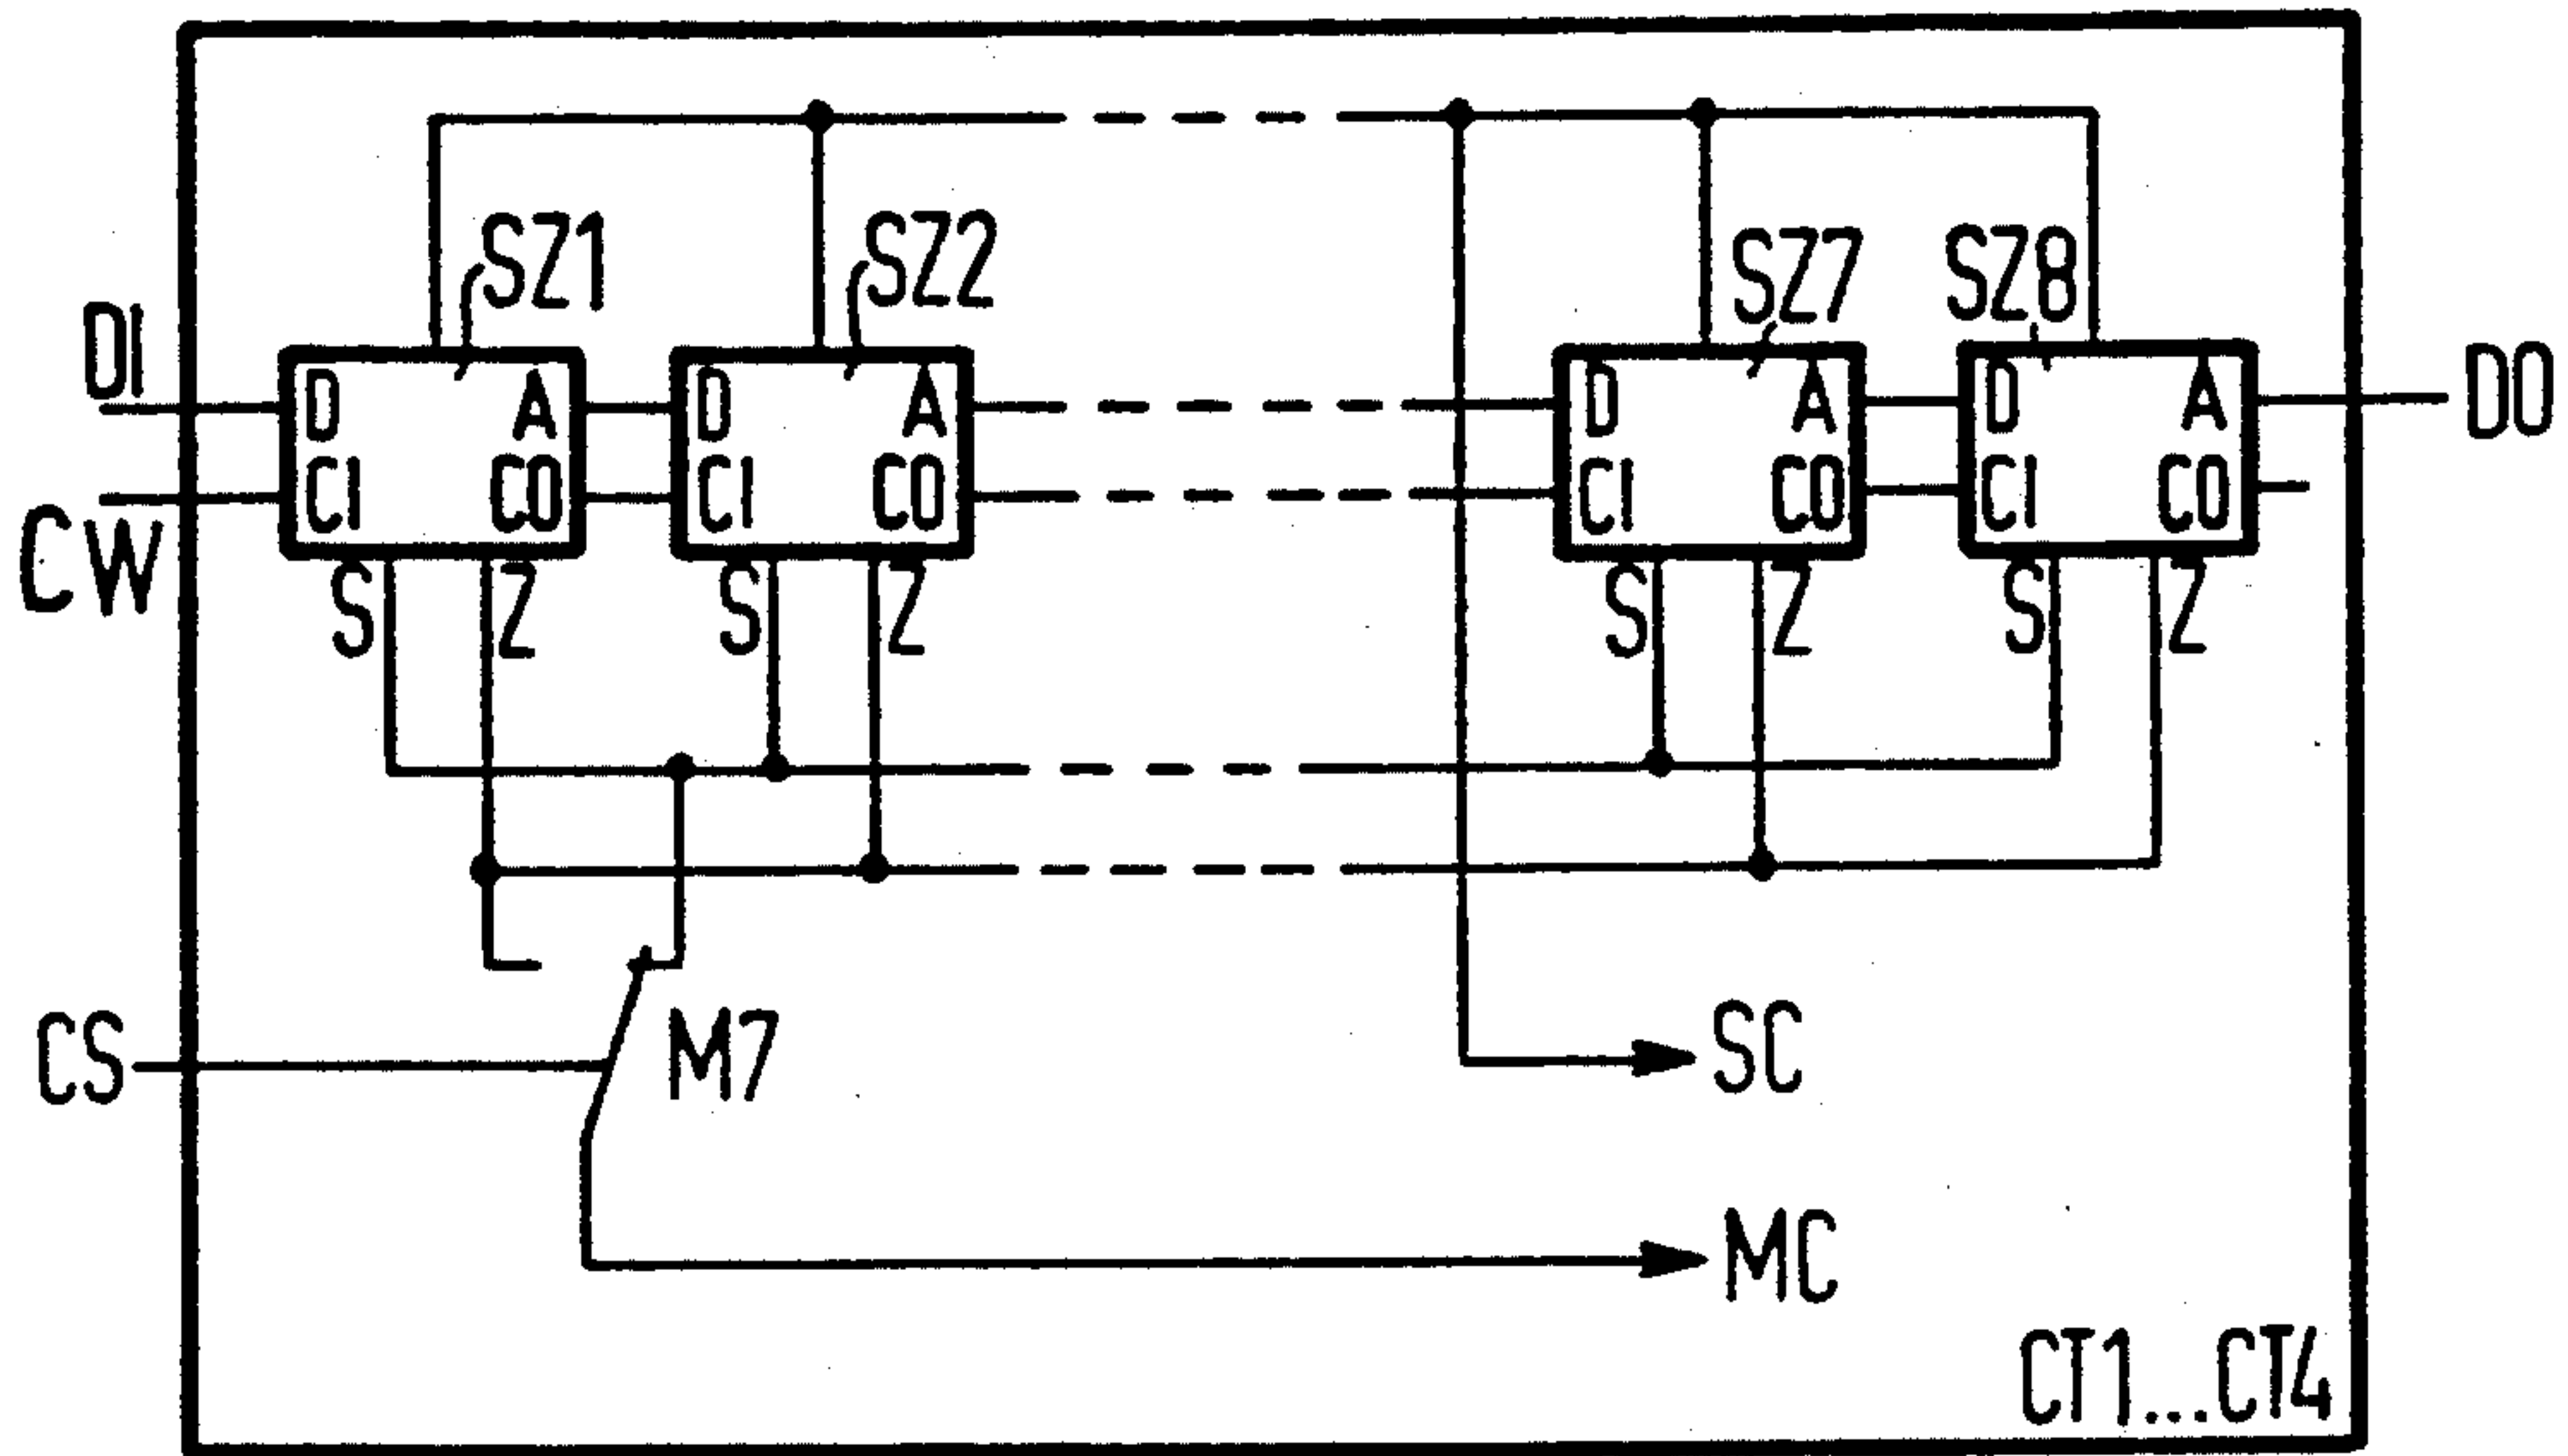 SZ1 SZ2 SZ7 SZ8
DI D A D A D A D A DO
CW CI CO CI CO CI CO CI CO
S Z S Z S Z S Z
CS M7 SC
MC
CT1...CT4